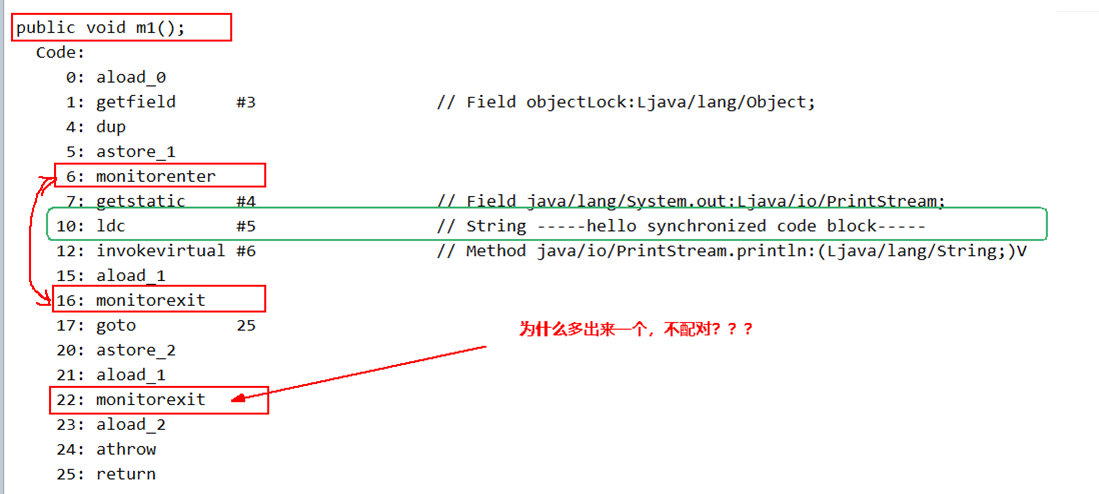 public void m1();
Code:
0: aload_0
1: getfield #3 // Field objectLock:Ljava/lang/Object;
4: dup
5: astore_1
6: monitorenter
7: getstatic #4 // Field java/lang/System.out:Ljava/io/PrintStream;
10: ldc #5 // String -----hello synchronized code block-----
12: invokevirtual #6 // Method java/io/PrintStream.println:(Ljava/lang/String;)V
15: aload_1
16: monitorexit
17: goto 25
为什么多出来一个，不配对？？？
20: astore_2
21: aload_1
22: monitorexit
23: aload_2
24: athrow
25: return